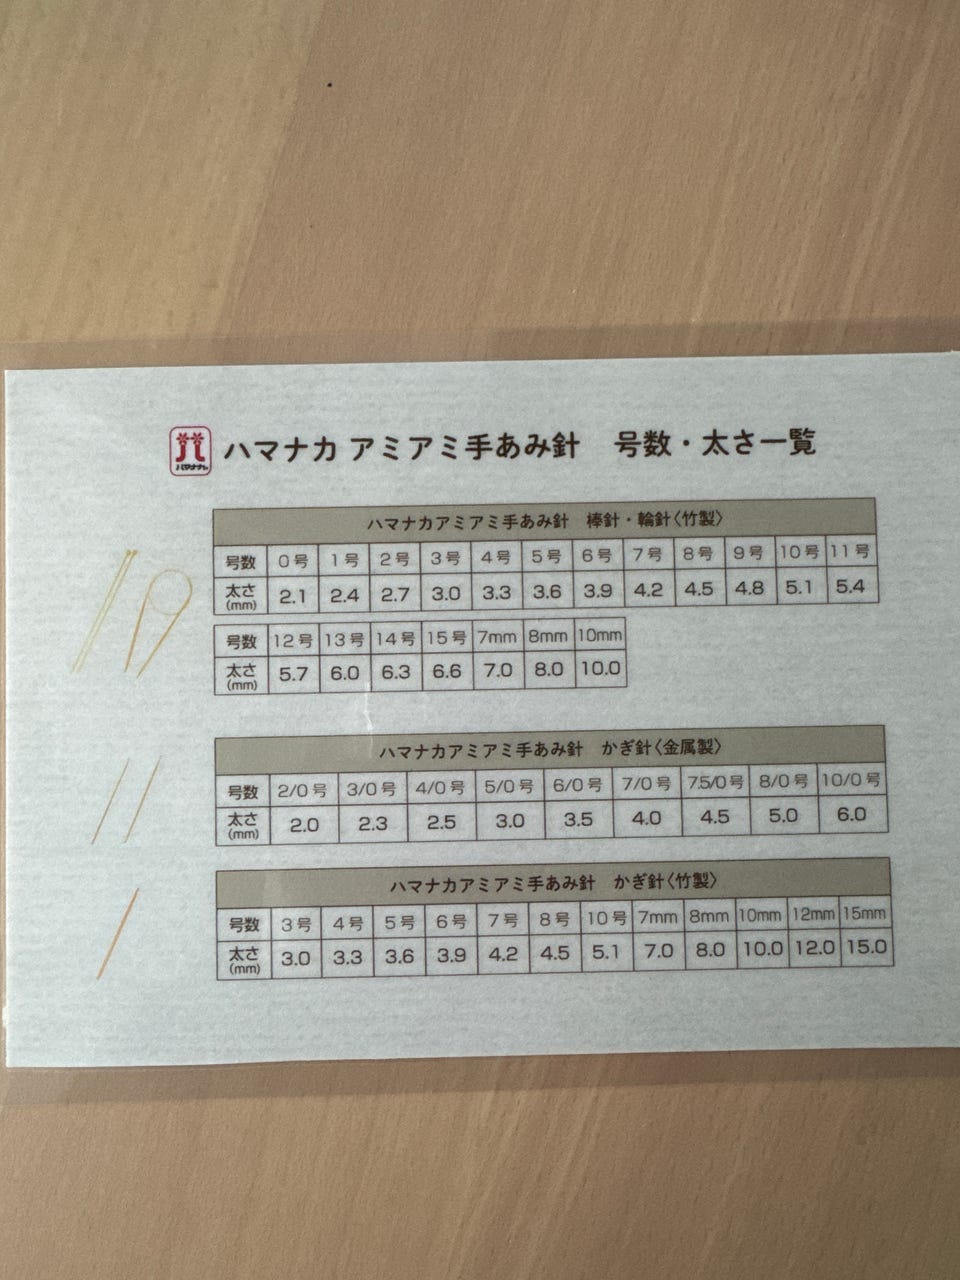 ハマナカ
ハマナカ アミアミ手あみ針 号数・太さ一覧
ハマナカアミアミ手あみ針 棒針・輪針〈竹製〉
号数 0号 1号 2号 3号 4号 5号 6号 7号 8号 9号 10号 11号
太さ(mm) 2.1 2.4 2.7 3.0 3.3 3.6 3.9 4.2 4.5 4.8 5.1 5.4
号数 12号 13号 14号 15号 7mm 8mm 10mm
太さ(mm) 5.7 6.0 6.3 6.6 7.0 8.0 10.0
ハマナカアミアミ手あみ針 かぎ針〈金属製〉
号数 2/0号 3/0号 4/0号 5/0号 6/0号 7/0号 7.5/0号 8/0号 10/0号
太さ(mm) 2.0 2.3 2.5 3.0 3.5 4.0 4.5 5.0 6.0
ハマナカアミアミ手あみ針 かぎ針〈竹製〉
号数 3号 4号 5号 6号 7号 8号 10号 7mm 8mm 10mm 12mm 15mm
太さ(mm) 3.0 3.3 3.6 3.9 4.2 4.5 5.1 7.0 8.0 10.0 12.0 15.0